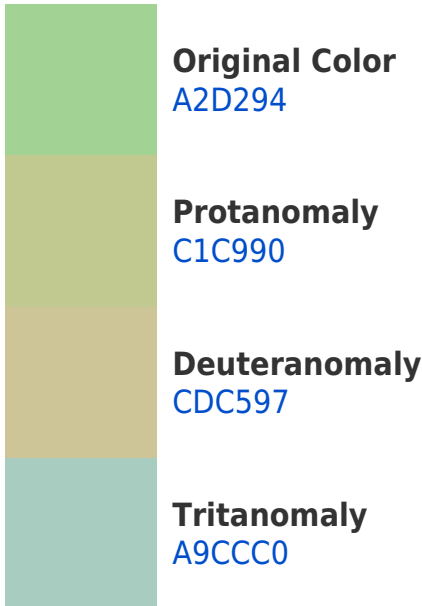 Original Color
A2D294
Protanomaly
C1C990
Deuteranomaly
CDC597
Tritanomaly
A9CCC0